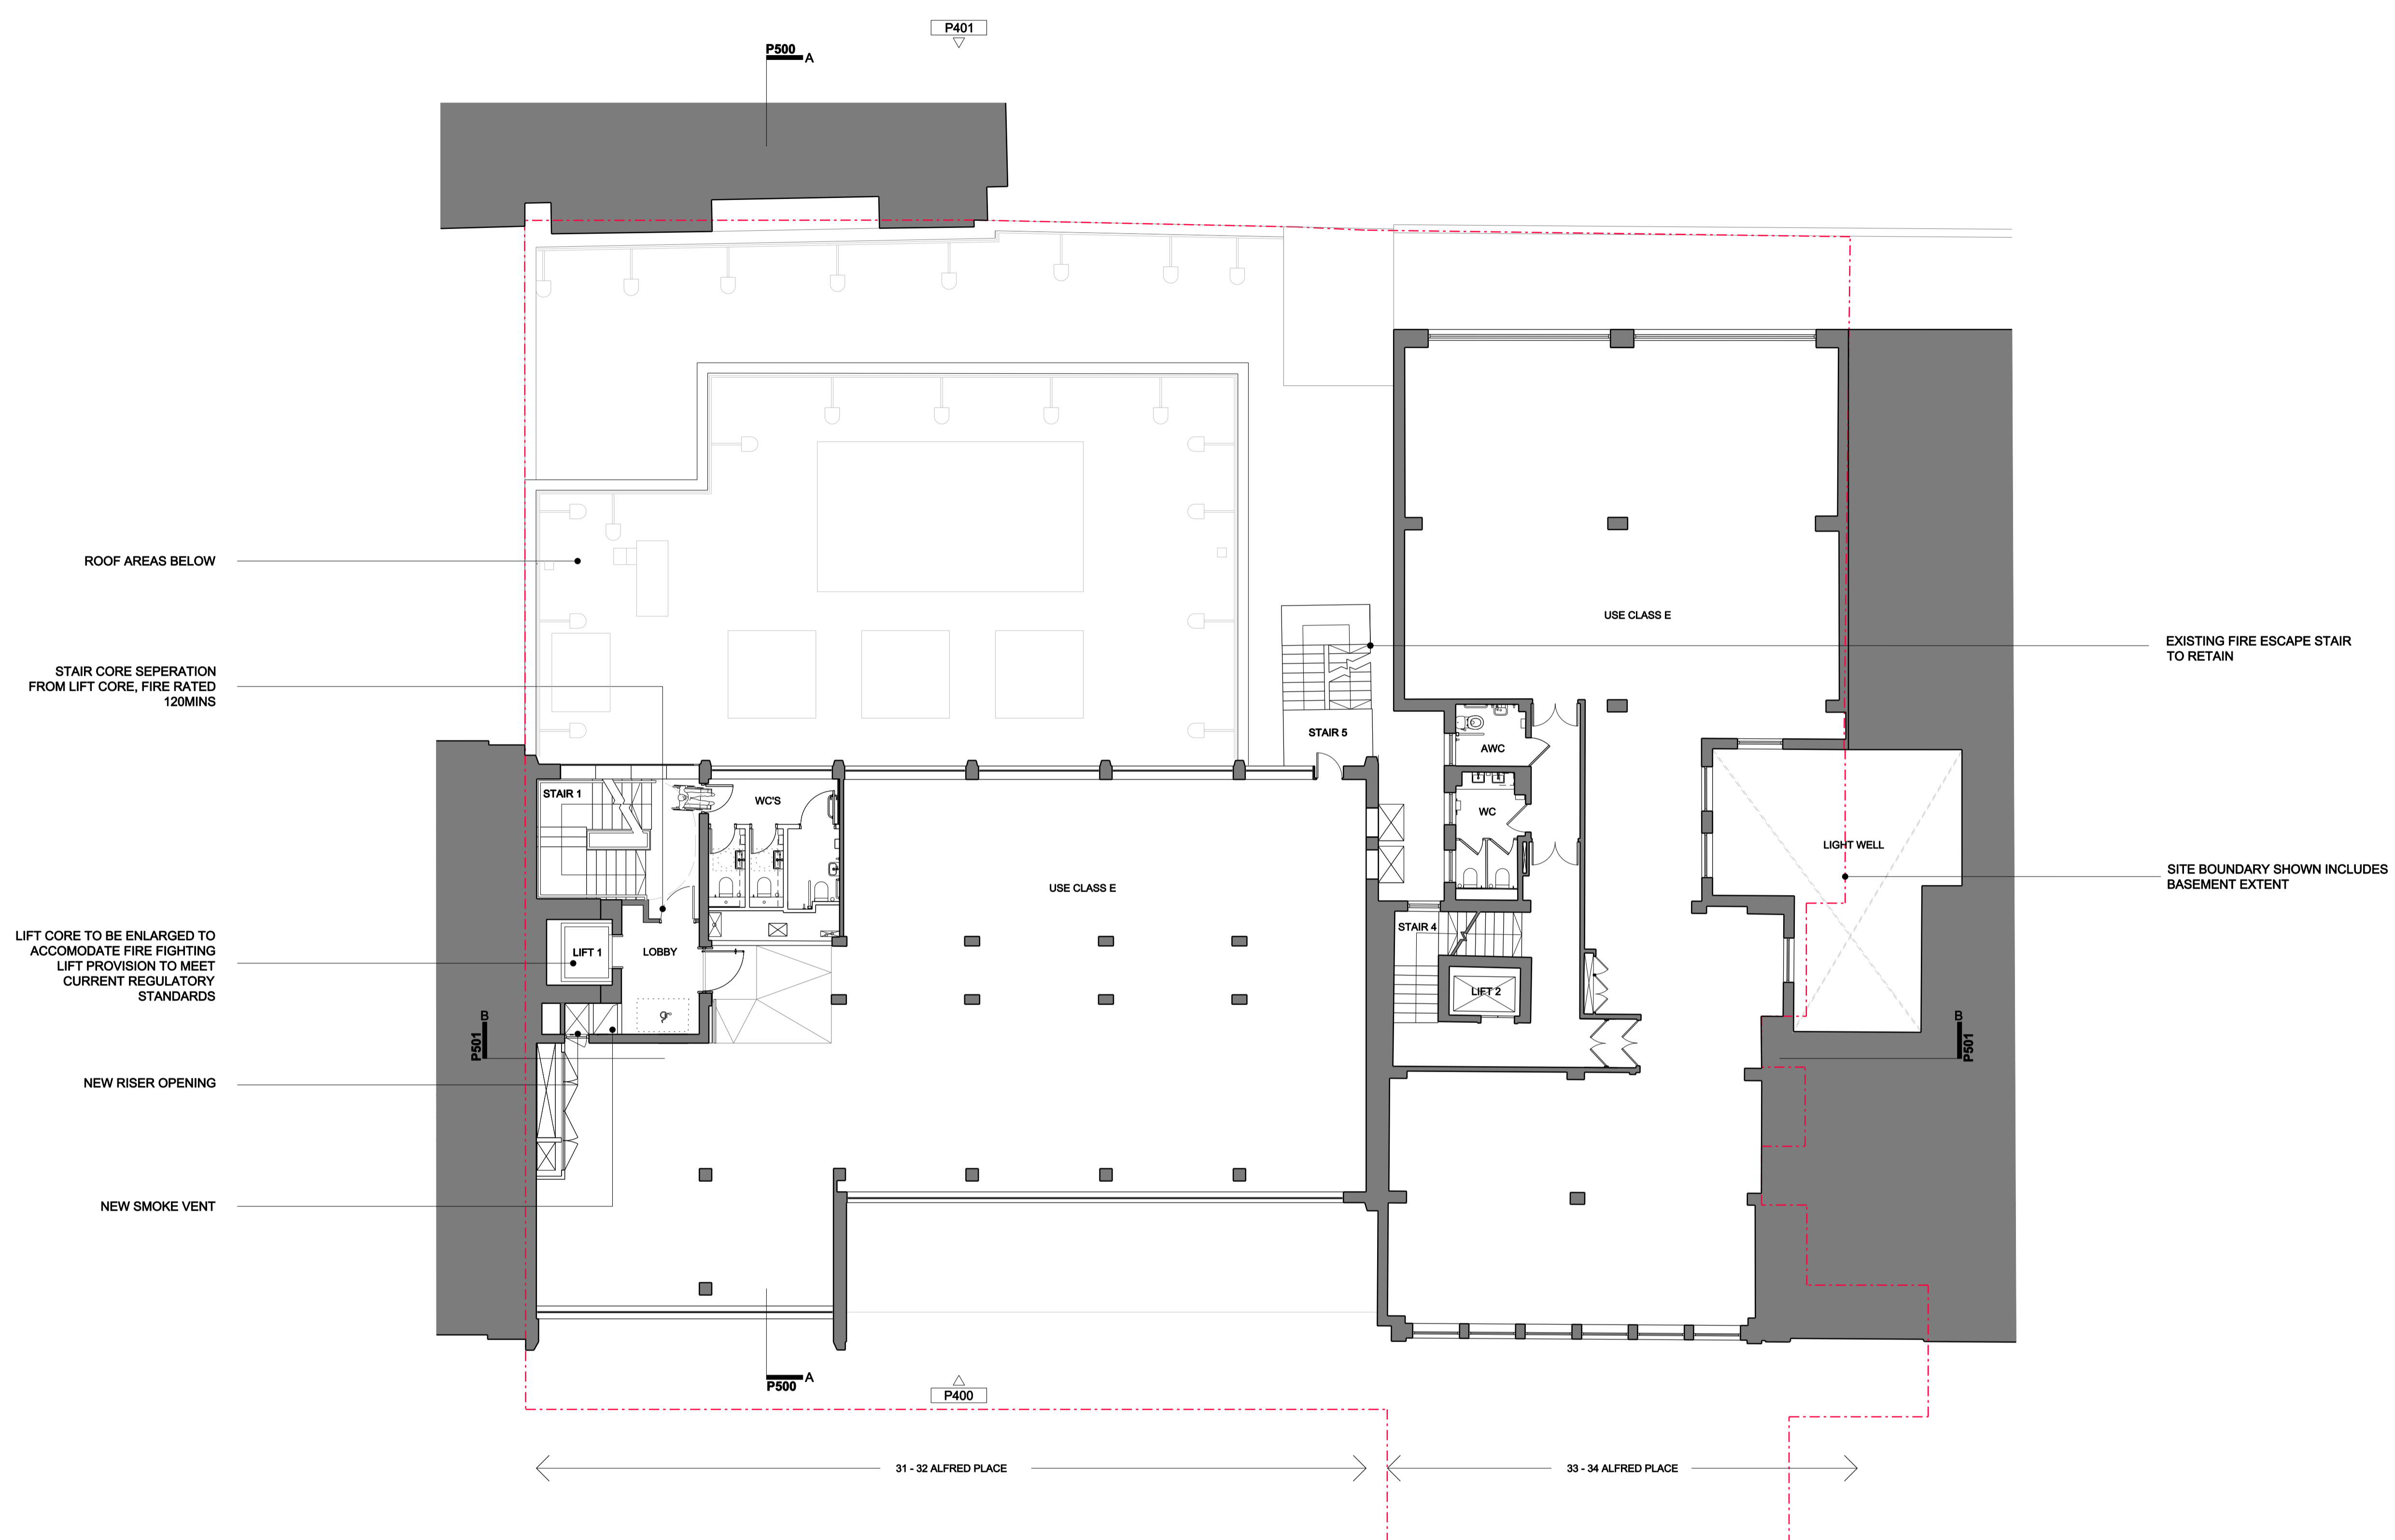 P401
P500
A
ROOF AREAS BELOW
STAIR CORE SEPERATION
FROM LIFT CORE, FIRE RATED
120MINS
LIFT CORE TO BE ENLARGED TO
ACCOMODATE FIRE FIGHTING
LIFT PROVISION TO MEET
CURRENT REGULATORY
STANDARDS
NEW RISER OPENING
NEW SMOKE VENT
USE CLASS E
EXISTING FIRE ESCAPE STAIR
TO RETAIN
STAIR 5
AWC
STAIR 1
WC'S
WC
LIGHT WELL
SITE BOUNDARY SHOWN INCLUDES
BASEMENT EXTENT
USE CLASS E
STAIR 4
LIFT 1
LOBBY
LIFT 2
B
P501
B
P501
P500
A
P400
31 - 32 ALFRED PLACE
33 - 34 ALFRED PLACE